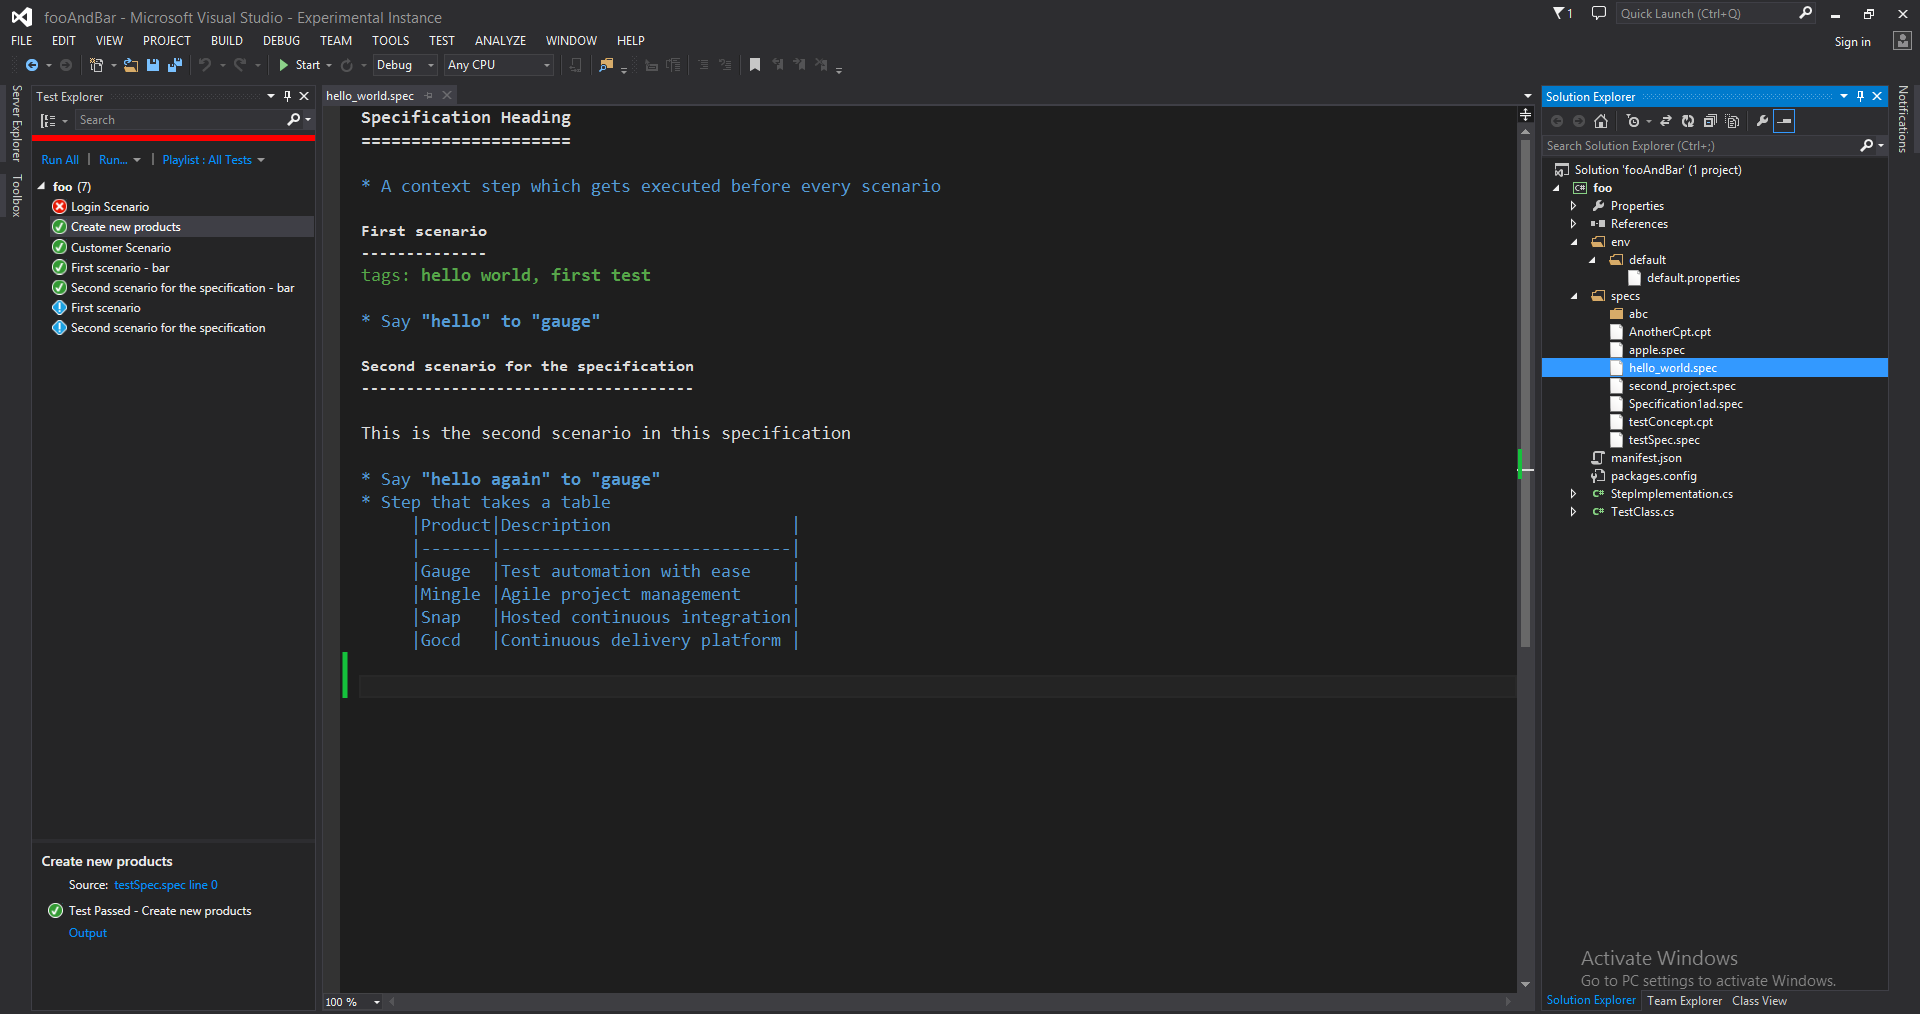 fooAndBar - Microsoft Visual Studio - Experimental Instance
1
Quick Launch (Ctrl+Q)
FILE EDIT VIEW PROJECT BUILD DEBUG TEAM TOOLS TEST ANALYZE WINDOW HELP
Sign in
Start Debug Any CPU
Server Explorer
Toolbox
Test Explorer
Search
Run All | Run... | Playlist : All Tests
foo (7)
Login Scenario
Create new products
Customer Scenario
First scenario - bar
Second scenario for the specification - bar
First scenario
Second scenario for the specification
Create new products
Source: testSpec.spec line 0
Test Passed - Create new products
Output
hello_world.spec
Specification Heading
=====================
* A context step which gets executed before every scenario
First scenario
--------------
tags: hello world, first test
* Say "hello" to "gauge"
Second scenario for the specification
-------------------------------------
This is the second scenario in this specification
* Say "hello again" to "gauge"
* Step that takes a table
|Product|Description                  |
|-------|-----------------------------|
|Gauge  |Test automation with ease    |
|Mingle |Agile project management     |
|Snap   |Hosted continuous integration|
|Gocd   |Continuous delivery platform |
100 %
Solution Explorer
Search Solution Explorer (Ctrl+;)
Solution 'fooAndBar' (1 project)
C# foo
Properties
References
env
default
default.properties
specs
abc
AnotherCpt.cpt
apple.spec
hello_world.spec
second_project.spec
Specification1ad.spec
testConcept.cpt
testSpec.spec
manifest.json
packages.config
C# StepImplementation.cs
C# TestClass.cs
Activate Windows
Go to PC settings to activate Windows.
Solution Explorer Team Explorer Class View
Notifications